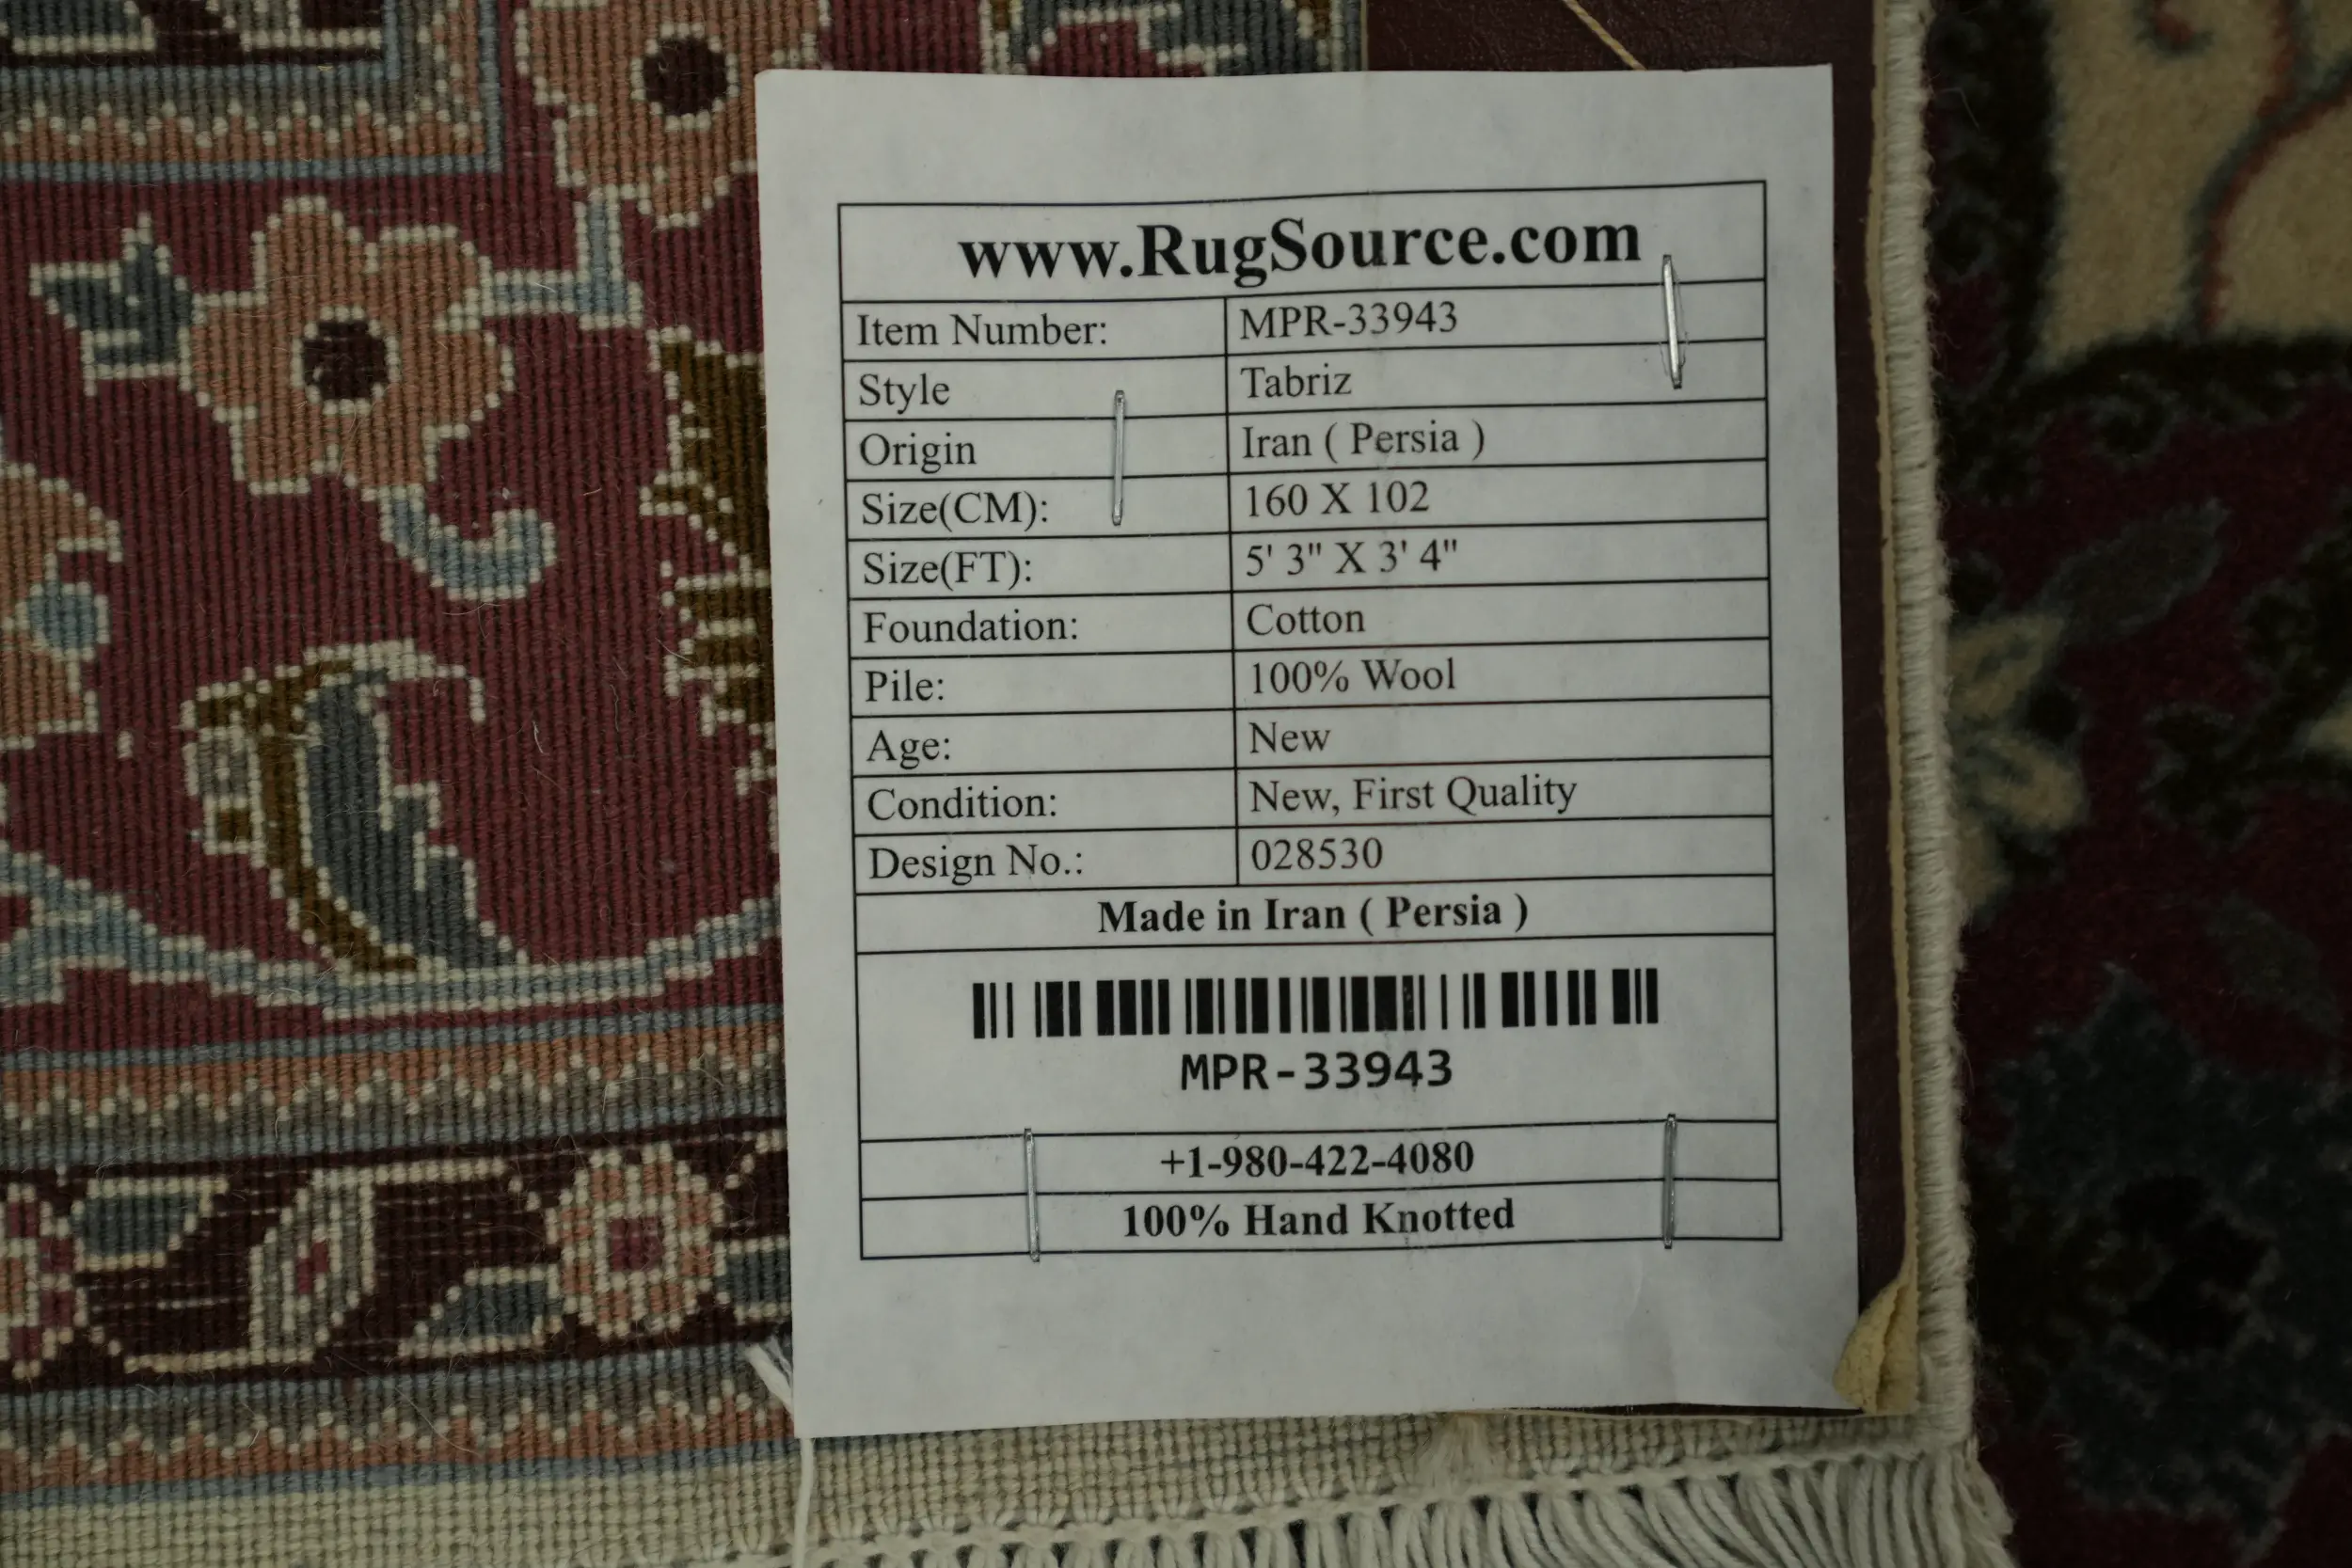 www.RugSource.com
Item Number: MPR-33943
Style Tabriz
Origin Iran ( Persia )
Size(CM): 160 X 102
Size(FT): 5' 3" X 3' 4"
Foundation: Cotton
Pile: 100% Wool
Age: New
Condition: New, First Quality
Design No.: 028530
Made in Iran ( Persia )
MPR-33943
+1-980-422-4080
100% Hand Knotted